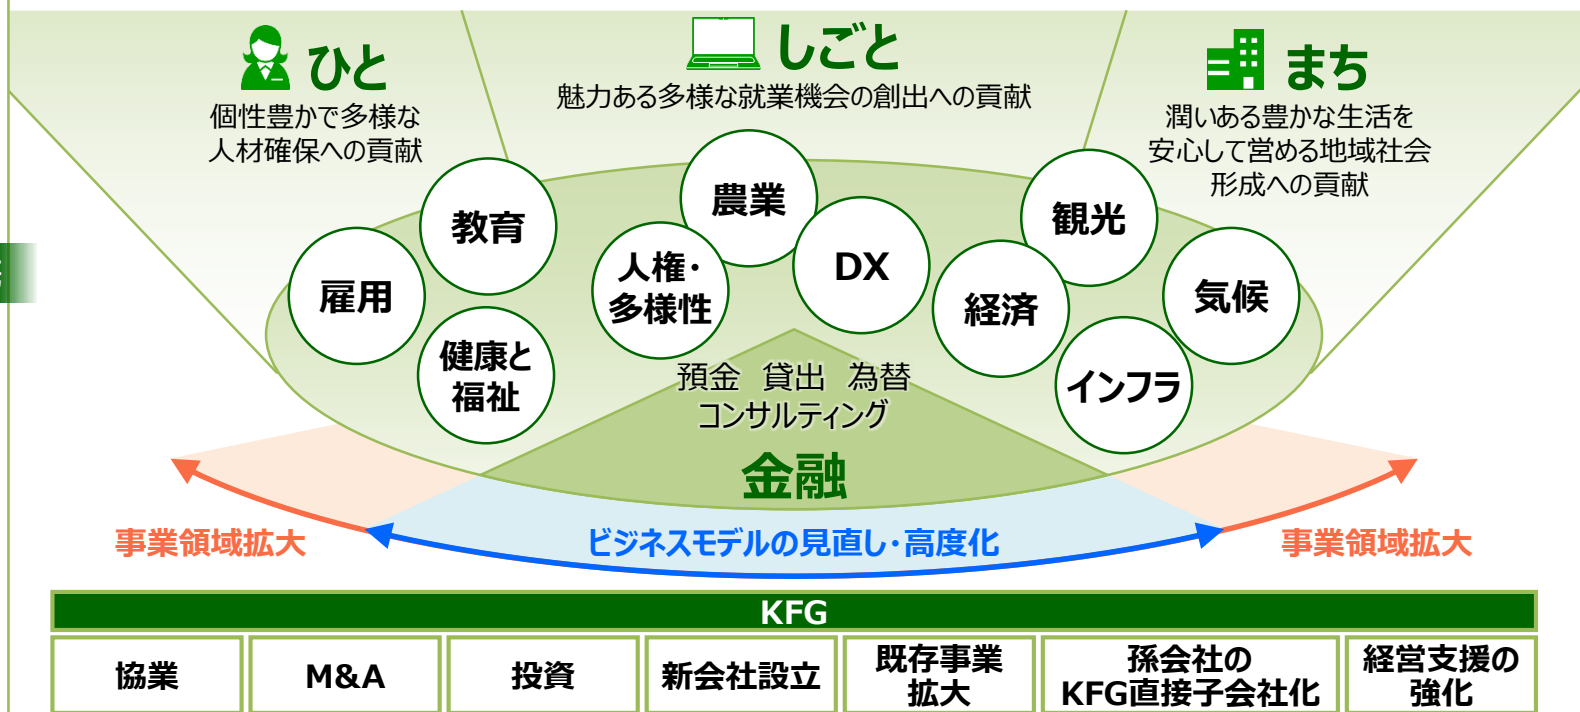 ひと
個性豊かで多様な
人材確保への貢献
しごと
魅力ある多様な就業機会の創出への貢献
まち
潤いある豊かな生活を
安心して営める地域社会
形成への貢献
教育
雇用
健康と
福祉
農業
人権・
多様性
DX
観光
経済
気候
インフラ
預金 貸出 為替
コンサルティング
金融
事業領域拡大
ビジネスモデルの見直し・高度化
事業領域拡大
KFG
協業
M&A
投資
新会社設立
既存事業
拡大
孫会社の
KFG直接子会社化
経営支援の
強化